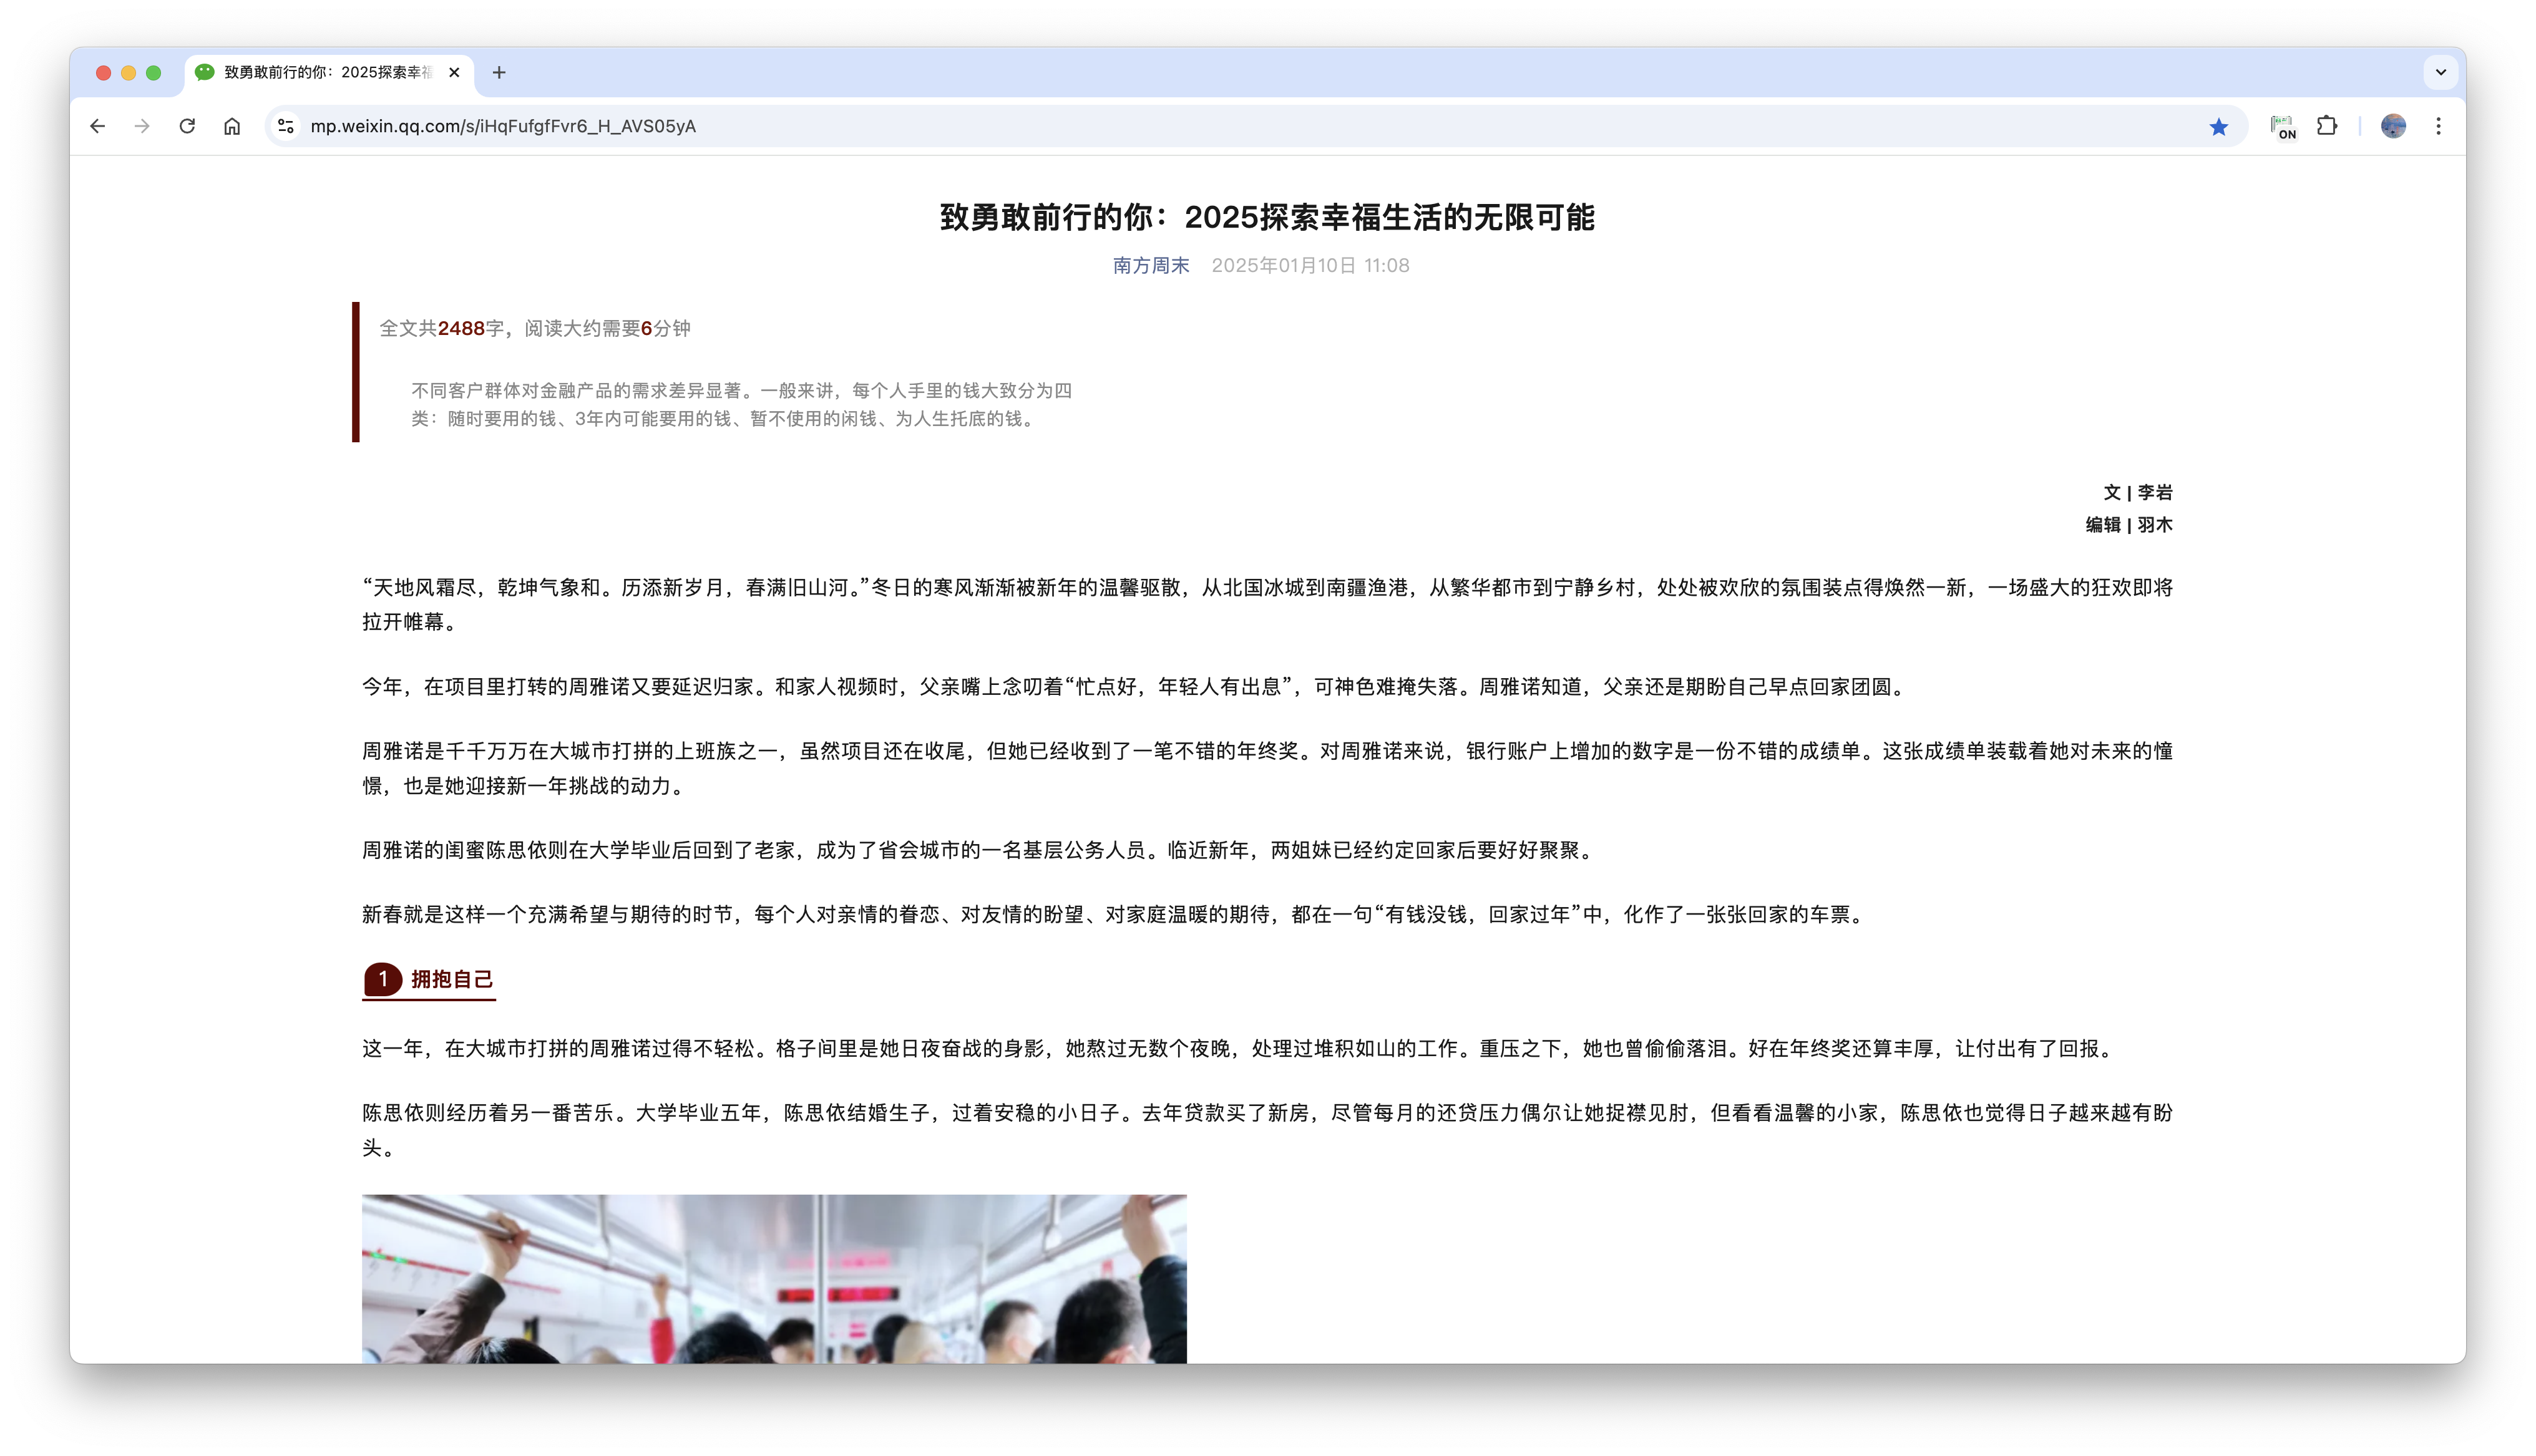 致勇敢前行的你：2025探索幸福
mp.weixin.qq.com/s/iHqFufgfFvr6_H_AVS05yA
ON
致勇敢前行的你：2025探索幸福生活的无限可能
南方周末 2025年01月10日 11:08
全文共2488字，阅读大约需要6分钟
不同客户群体对金融产品的需求差异显著。一般来讲，每个人手里的钱大致分为四
类：随时要用的钱、3年内可能要用的钱、暂不使用的闲钱、为人生托底的钱。
文 | 李岩
编辑 | 羽木
“天地风霜尽，乾坤气象和。历添新岁月，春满旧山河。”冬日的寒风渐渐被新年的温馨驱散，从北国冰城到南疆渔港，从繁华都市到宁静乡村，处处被欢欣的氛围装点得焕然一新，一场盛大的狂欢即将
拉开帷幕。
今年，在项目里打转的周雅诺又要延迟归家。和家人视频时，父亲嘴上念叨着“忙点好，年轻人有出息”，可神色难掩失落。周雅诺知道，父亲还是期盼自己早点回家团圆。
周雅诺是千千万万在大城市打拼的上班族之一，虽然项目还在收尾，但她已经收到了一笔不错的年终奖。对周雅诺来说，银行账户上增加的数字是一份不错的成绩单。这张成绩单装载着她对未来的憧
憬，也是她迎接新一年挑战的动力。
周雅诺的闺蜜陈思依则在大学毕业后回到了老家，成为了省会城市的一名基层公务人员。临近新年，两姐妹已经约定回家后要好好聚聚。
新春就是这样一个充满希望与期待的时节，每个人对亲情的眷恋、对友情的盼望、对家庭温暖的期待，都在一句“有钱没钱，回家过年”中，化作了一张张回家的车票。
1 拥抱自己
这一年，在大城市打拼的周雅诺过得不轻松。格子间里是她日夜奋战的身影，她熬过无数个夜晚，处理过堆积如山的工作。重压之下，她也曾偷偷落泪。好在年终奖还算丰厚，让付出有了回报。
陈思依则经历着另一番苦乐。大学毕业五年，陈思依结婚生子，过着安稳的小日子。去年贷款买了新房，尽管每月的还贷压力偶尔让她捉襟见肘，但看看温馨的小家，陈思依也觉得日子越来越有盼
头。